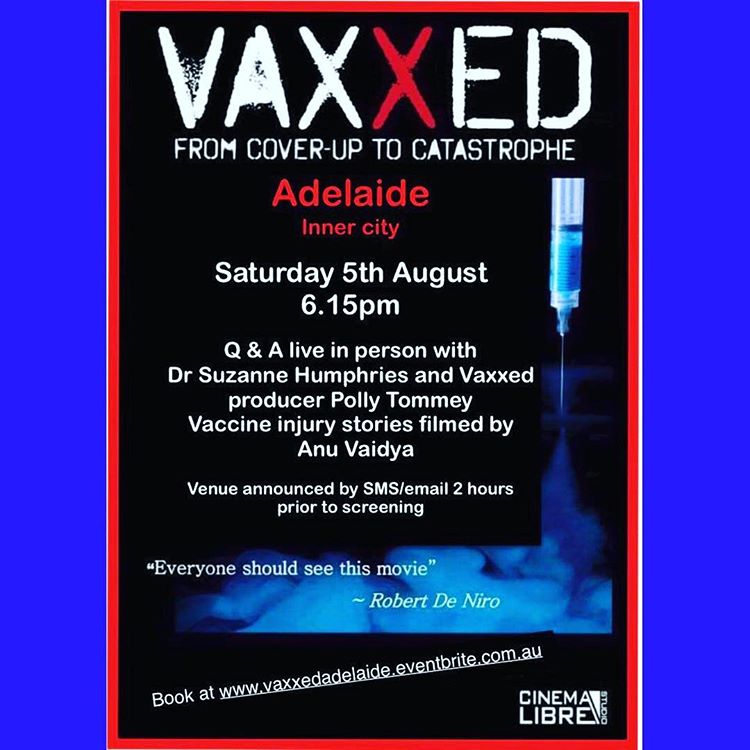 VAXXED
FROM COVER-UP TO CATASTROPHE
Adelaide
Inner city
Saturday 5th August
6.15pm
Q & A live in person with
Dr Suzanne Humphries and Vaxxed
producer Polly Tommey
Vaccine injury stories filmed by
Anu Vaidya
Venue announced by SMS/email 2 hours
prior to screening
“Everyone should see this movie”
~ Robert De Niro
Book at www.vaxxedadelaide.eventbrite.com.au
CINEMA
LIBRE
STUDIO